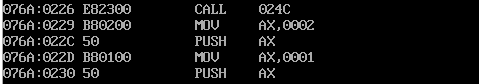 076A:0226 E82300 CALL 024C
076A:0229 B80200 MOV AX,0002
076A:022C 50 PUSH AX
076A:022D B80100 MOV AX,0001
076A:0230 50 PUSH AX